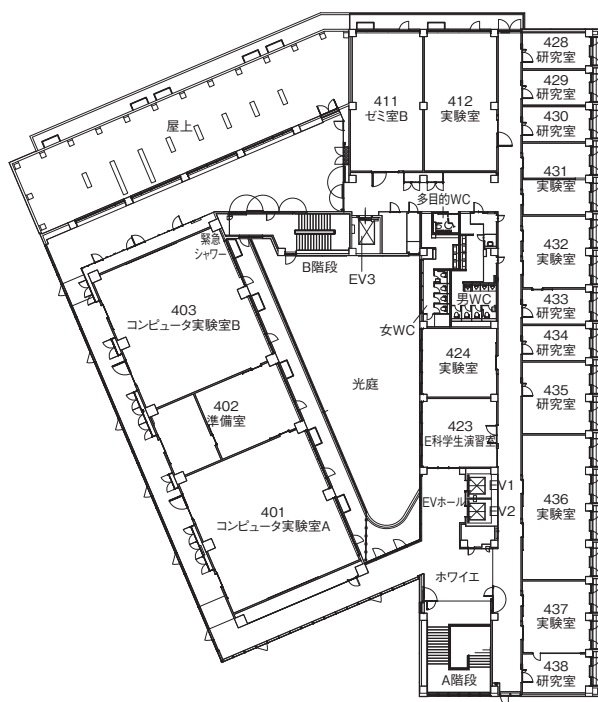 428
研究室
429
研究室
430
研究室
411
ゼミ室B
412
実験室
屋上
431
実験室
多目的WC
432
実験室
緊急
シャワー
B階段
EV3
男WC
433
研究室
403
コンピュータ実験室B
女WC
434
研究室
424
実験室
光庭
402
準備室
435
研究室
423
E科学生演習室
EV1
EVホール
EV2
436
実験室
401
コンピュータ実験室A
ホワイエ
437
実験室
A階段
438
研究室